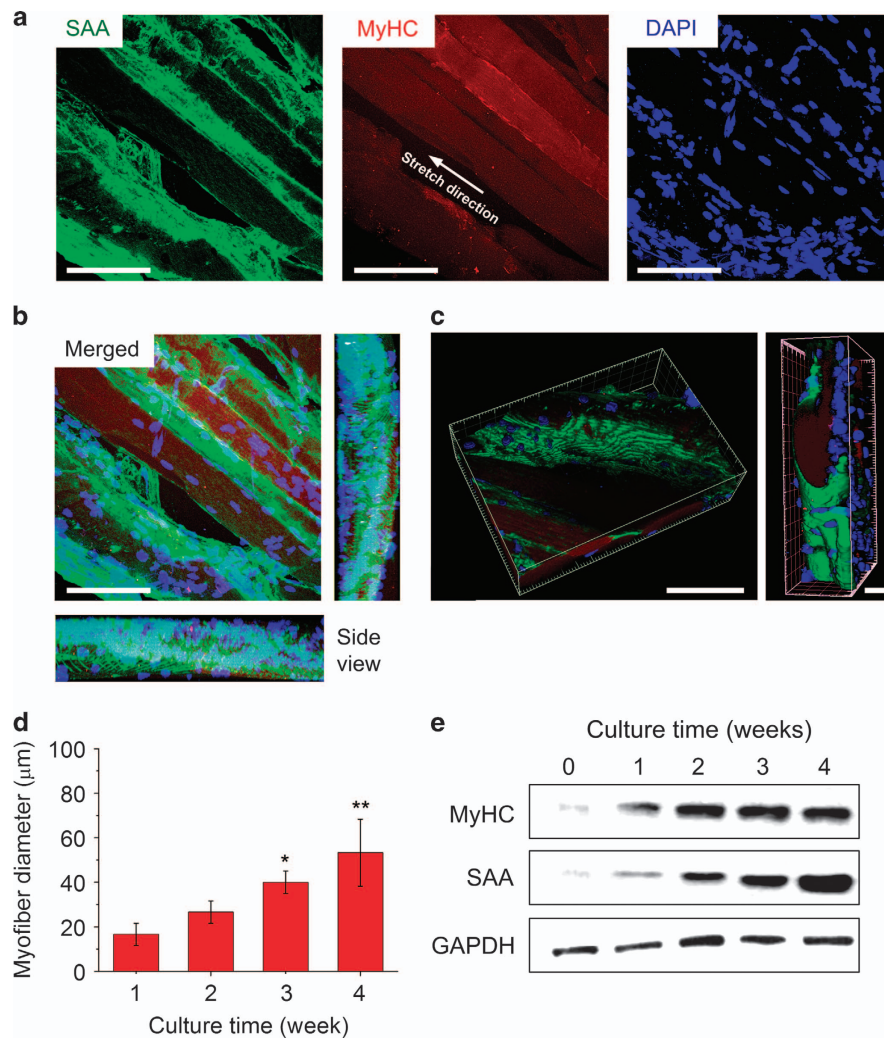 a
SAA
MyHC
DAPI
Stretch direction
b
Merged
Side
view
c
d
Myofiber diameter (μm)
100
80
60
40
20
0
*
**
1 2 3 4
Culture time (week)
e
Culture time (weeks)
0 1 2 3 4
MyHC
SAA
GAPDH